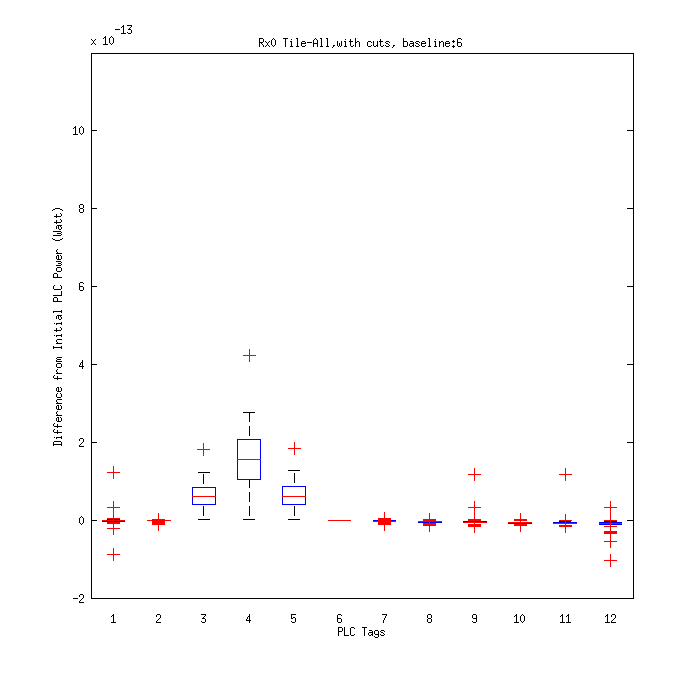 x 10^-13
Rx0 Tile-All,with cuts, baseline:6
Difference from Initial PLC Power (Watt)
10
8
6
4
2
0
-2
1 2 3 4 5 6 7 8 9 10 11 12
PLC Tags